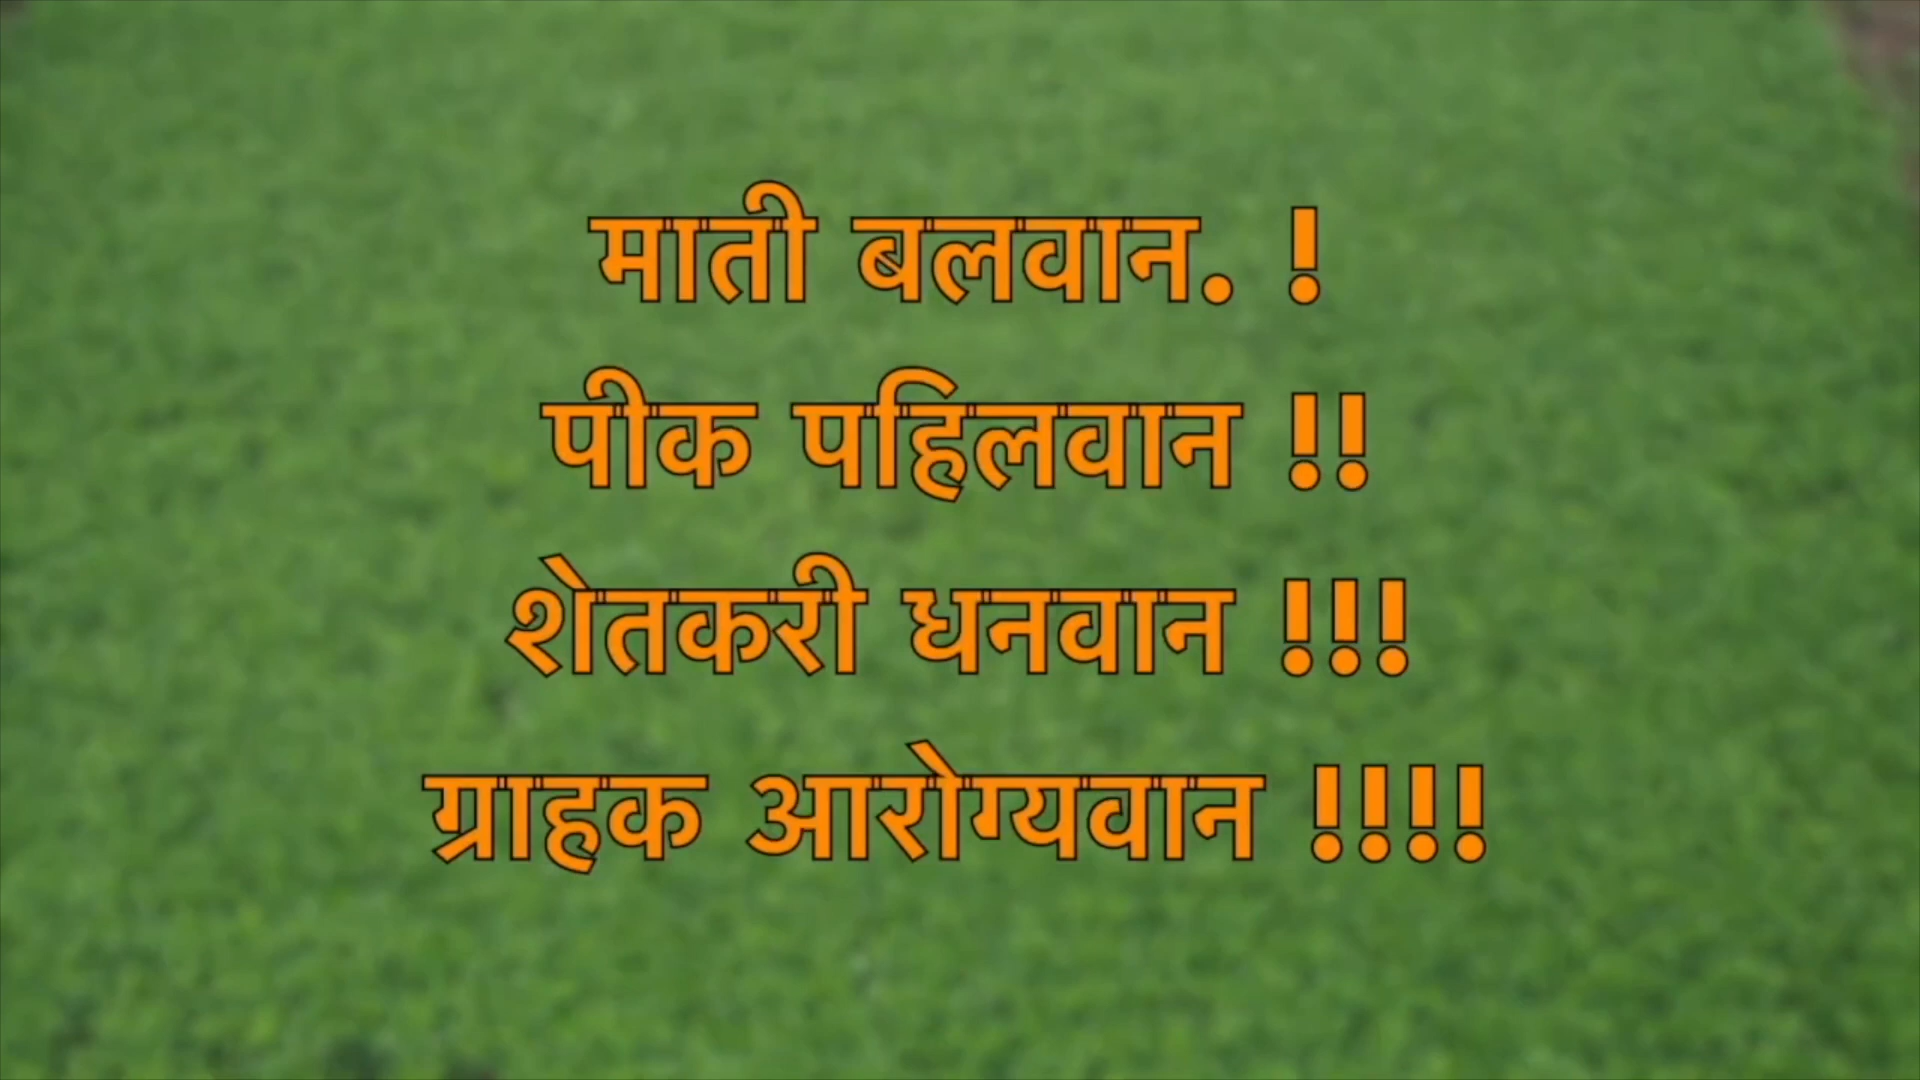 माती बलवान. !
पीक पहिलवान !!
शेतकरी धनवान !!!
ग्राहक आरोग्यवान !!!!